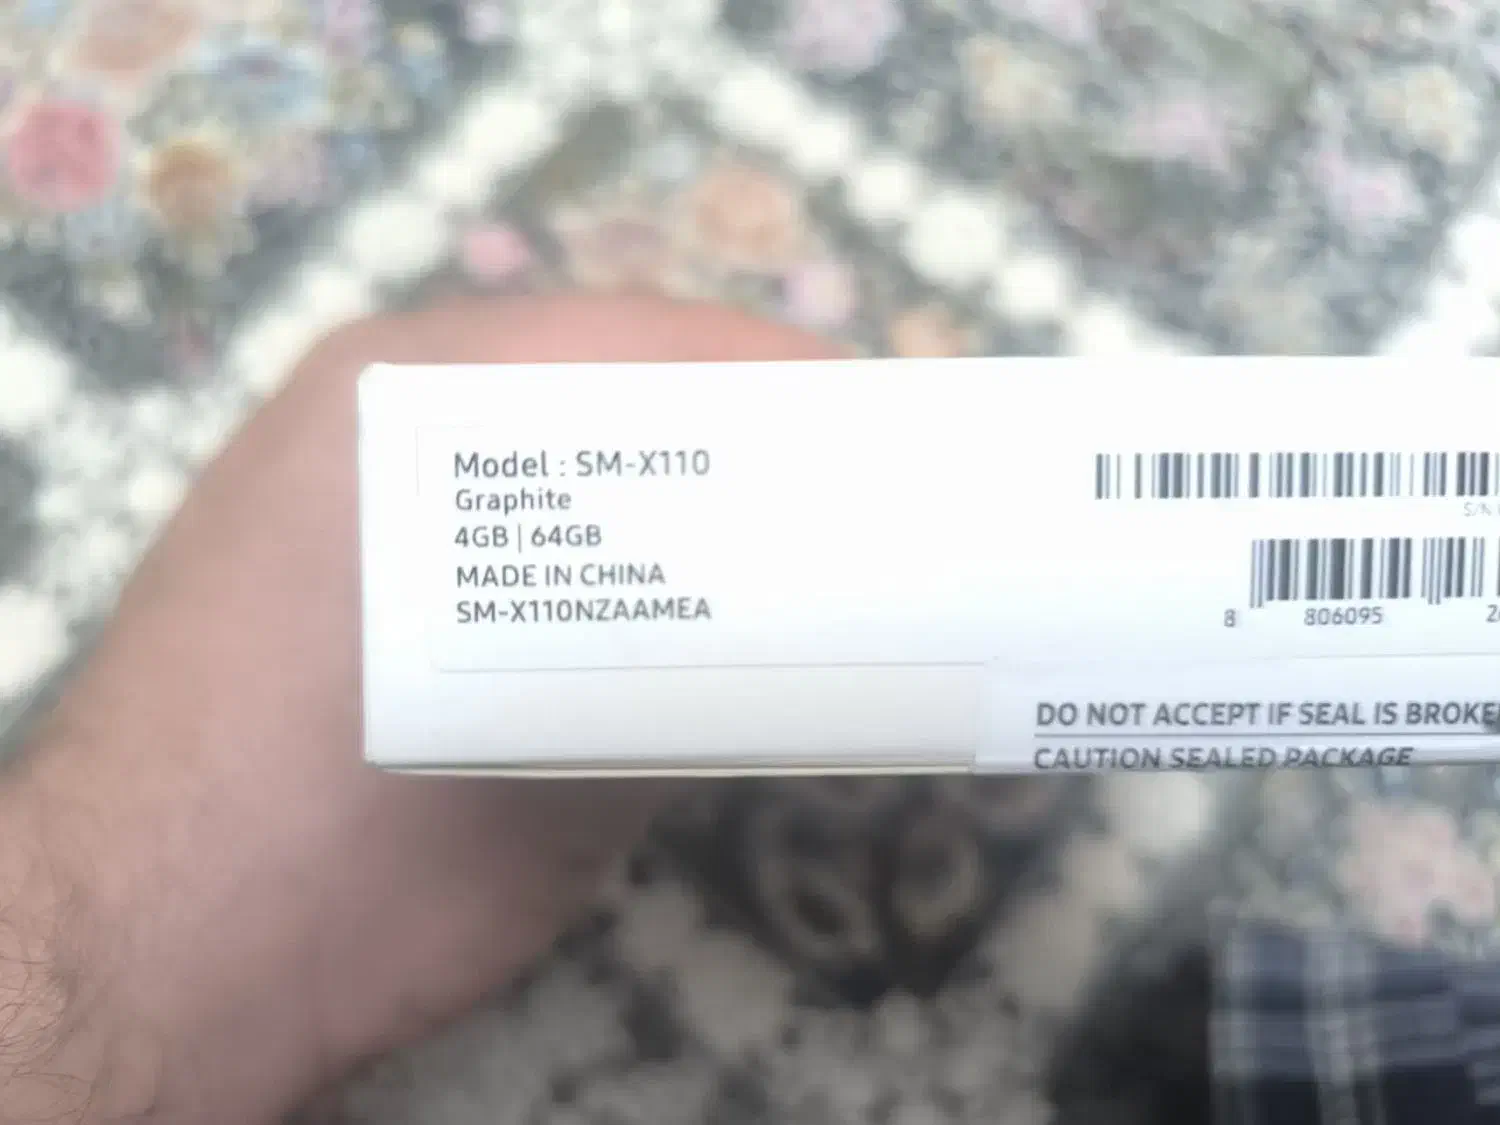 Model : SM-X110
Graphite
4GB | 64GB
MADE IN CHINA
SM-X110NZAAMEA
S/N
8 806095
DO NOT ACCEPT IF SEAL IS BROKE
CAUTION SEALED PACKAGE